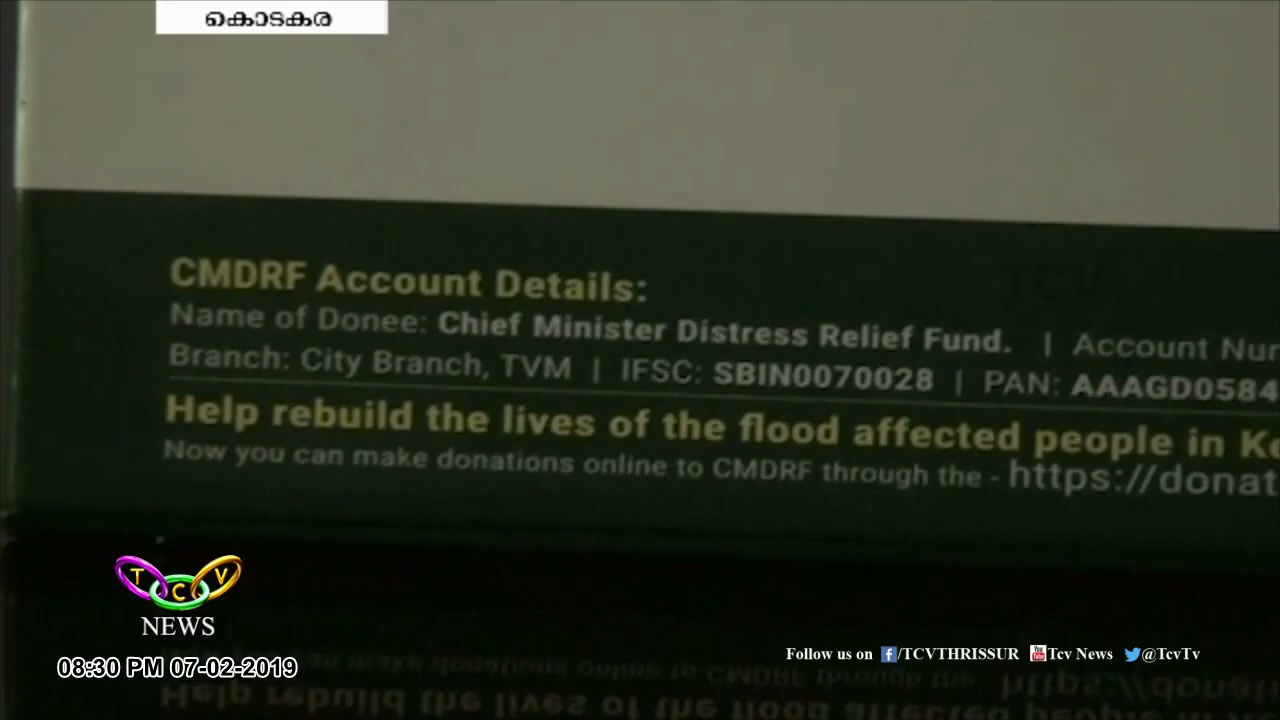 കൊടകര
TCV
CMDRF Account Details:
Name of Donee: Chief Minister Distress Relief Fund. | Account Nu
Branch: City Branch, TVM | IFSC: SBIN0070028 | PAN: AAAGD0584
Help rebuild the lives of the flood affected people in Ke
Now you can make donations online to CMDRF through the - https://donat
T C V
NEWS
08:30 PM 07-02-2019
Follow us on f/TCVTHRISSUR You Tube Tcv News @TcvTv